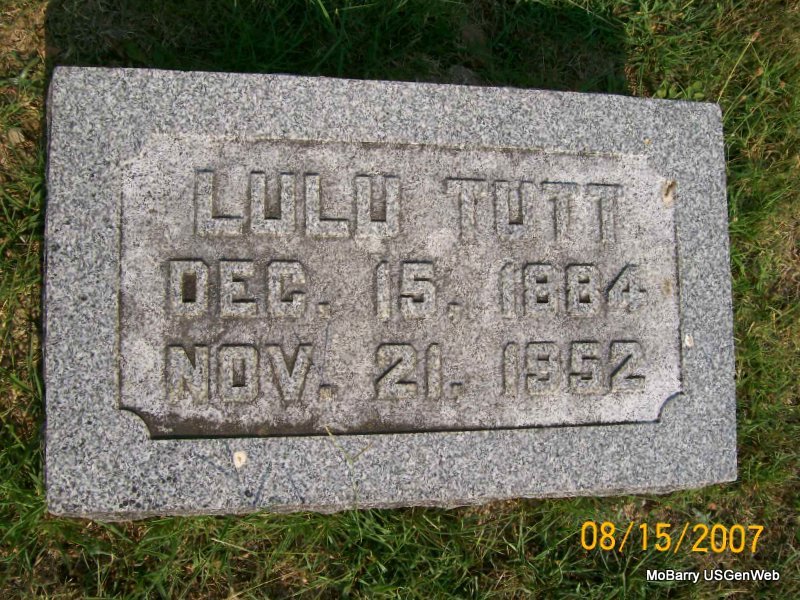 LULU TUTT
DEC. 15, 1884
NOV. 21, 1952
08/15/2007
MoBarry USGenWeb